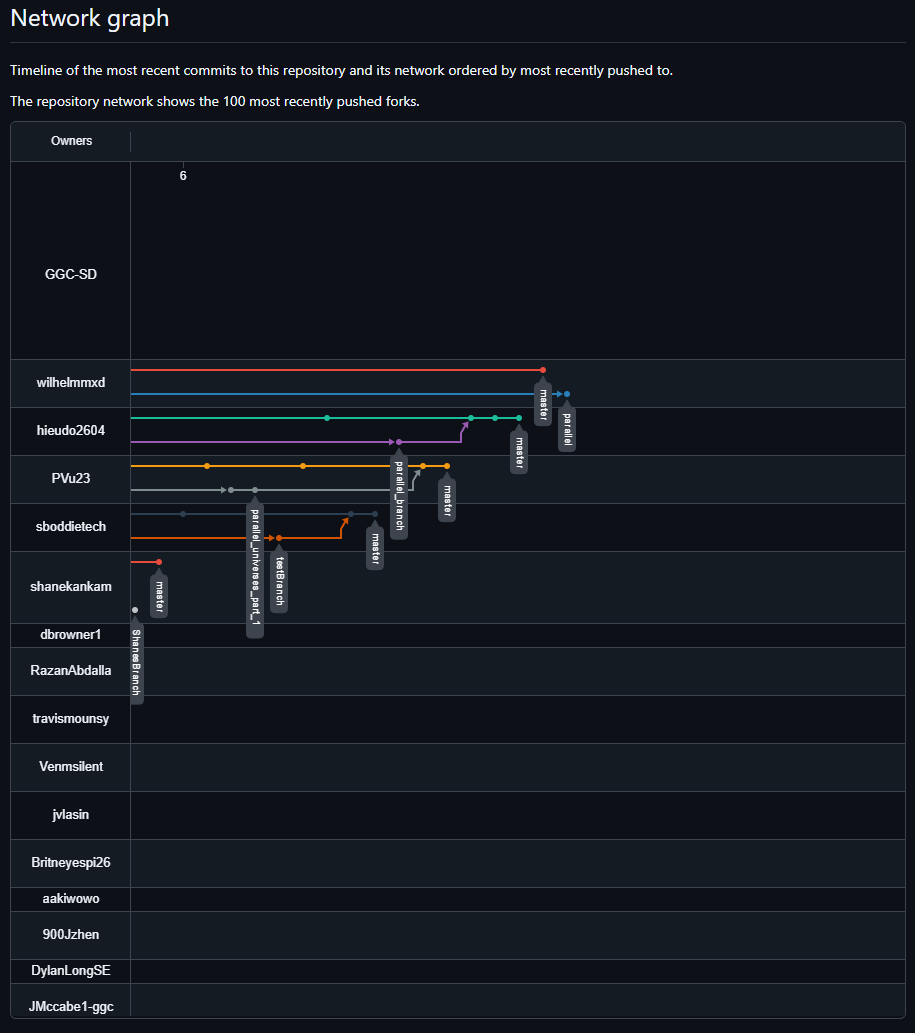 Network graph
Timeline of the most recent commits to this repository and its network ordered by most recently pushed to.
The repository network shows the 100 most recently pushed forks.
Owners
6
GGC-SD
wilhelmmxd
master
parallel
hieudo2604
master
PVu23
parallel_branch
master
sboddietech
parallel_universes_part_1
testBranch
master
shanekankam
master
dbrowner1
ShanesBranch
RazanAbdalla
travismounsy
Venmsilent
jvlasin
Britneyespi26
aakiwowo
900Jzhen
DylanLongSE
JMccabe1-ggc